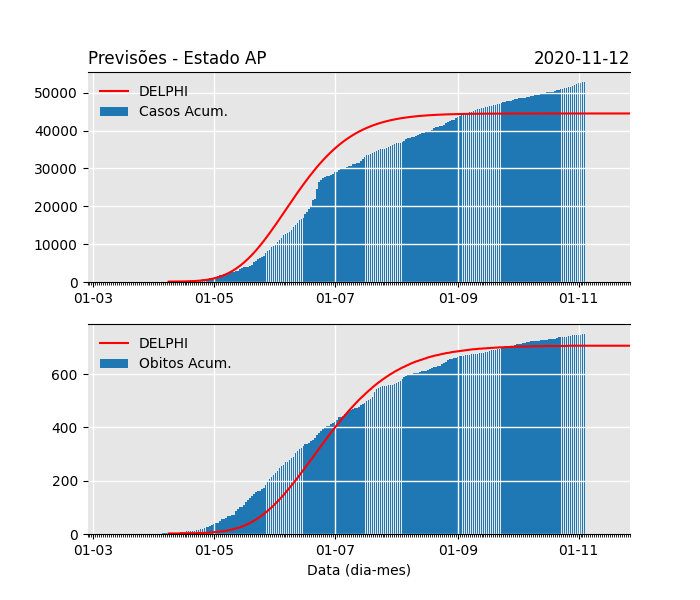 Previsões - Estado AP 2020-11-12
DELPHI
Casos Acum.
50000
40000
30000
20000
10000
0
01-03 01-05 01-07 01-09 01-11
DELPHI
Obitos Acum.
600
400
200
0
01-03 01-05 01-07 01-09 01-11
Data (dia-mes)